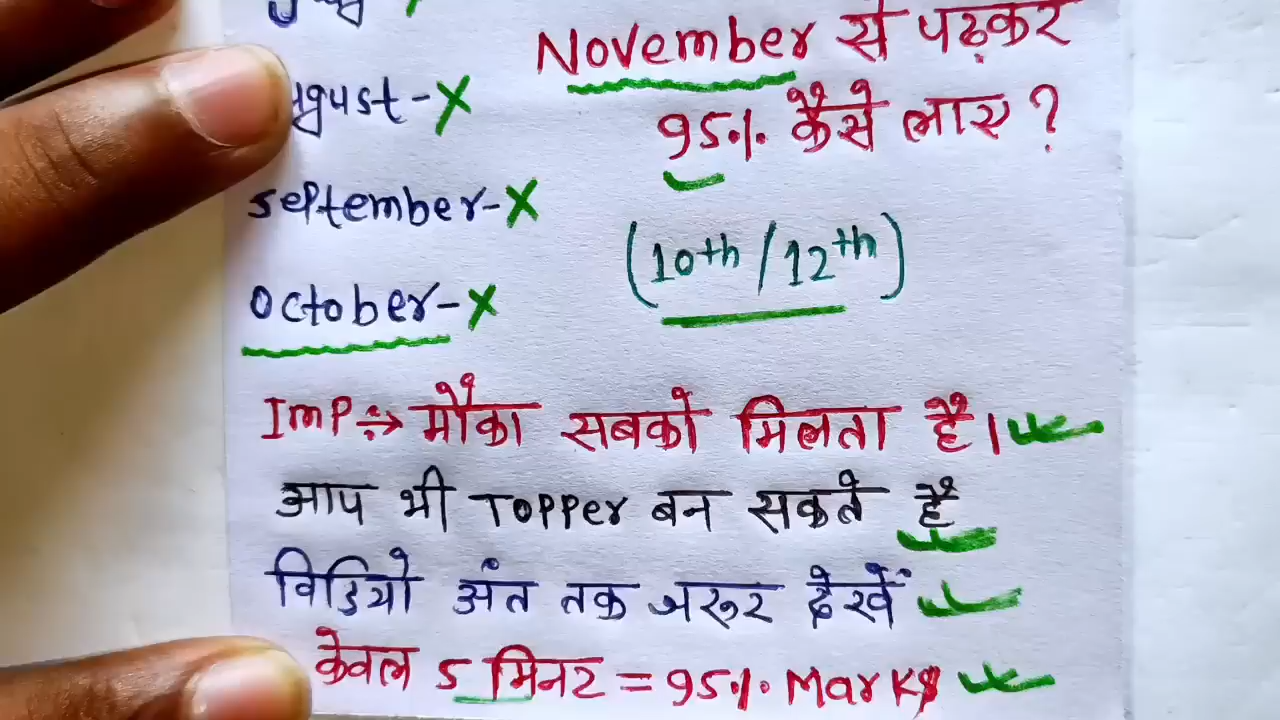 November से पढ़कर
95% कैसे लाए ?
(10th / 12th)
ugust - X
September - X
October - X
Imp ÷> मौका सबको मिलता है।
आप भी Topper बन सकते है
विडियो अंत तक जरूर देखें
केवल 5 मिनट = 95% Marks